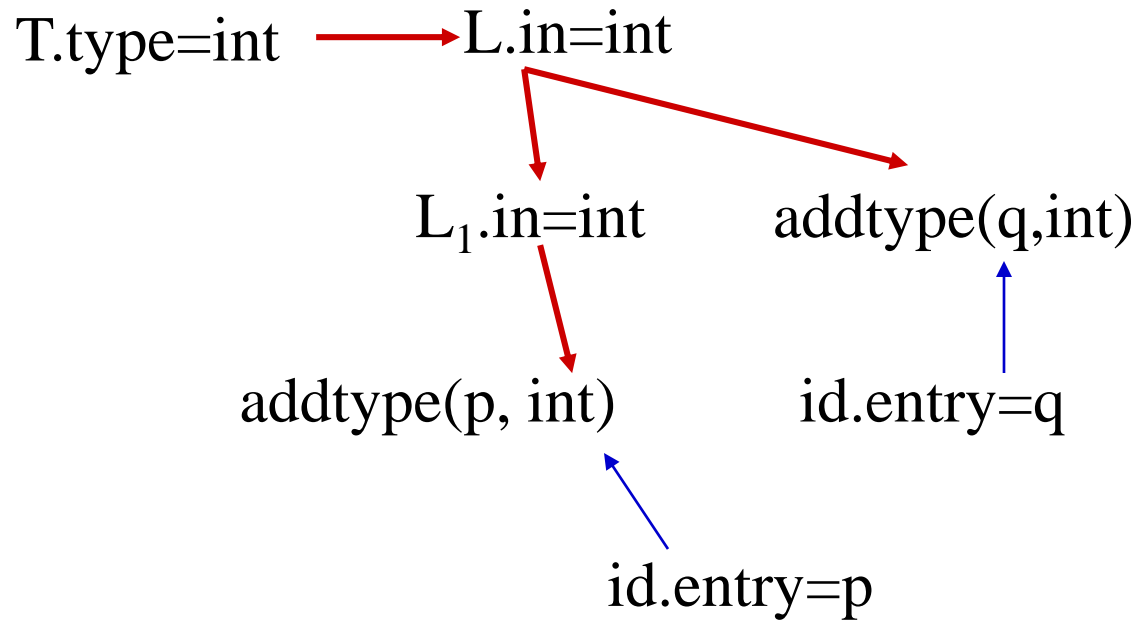 T.type=int L.in=int
L₁.in=int addtype(q,int)
addtype(p, int) id.entry=q
id.entry=p